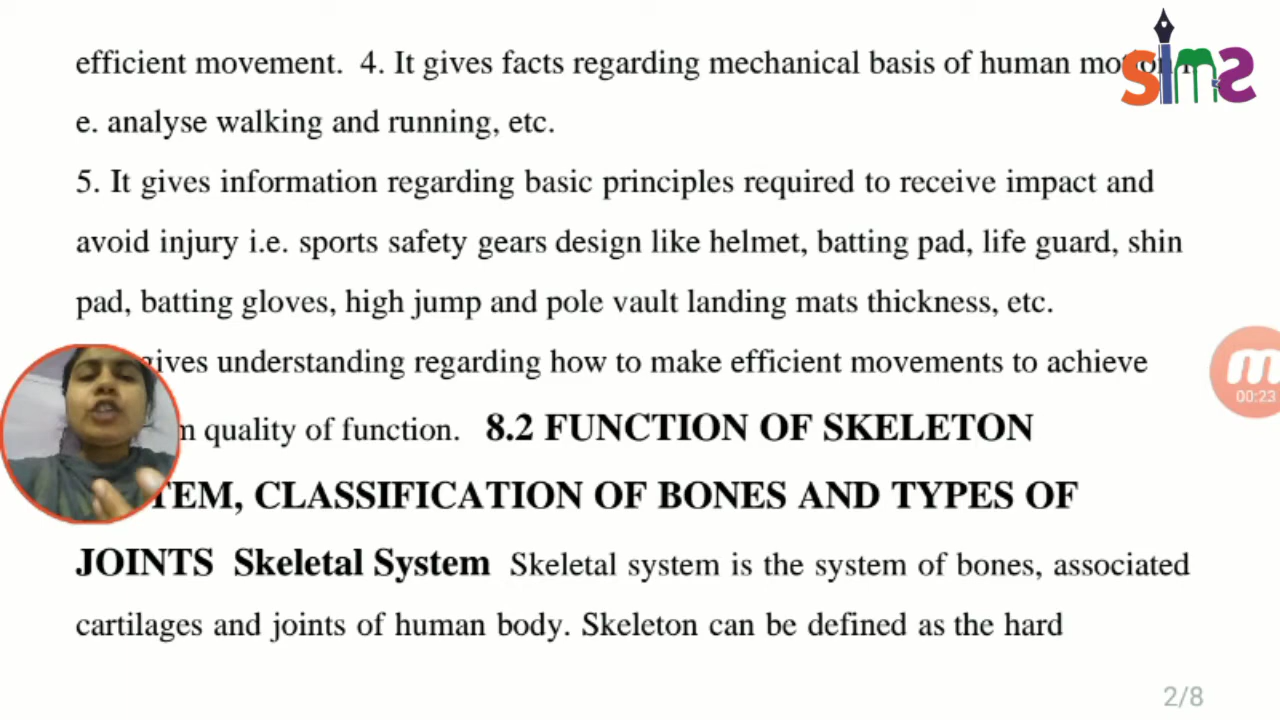 efficient movement. 4. It gives facts regarding mechanical basis of human motion
e. analyse walking and running, etc.
5. It gives information regarding basic principles required to receive impact and
avoid injury i.e. sports safety gears design like helmet, batting pad, life guard, shin
pad, batting gloves, high jump and pole vault landing mats thickness, etc.
gives understanding regarding how to make efficient movements to achieve
quality of function. 8.2 FUNCTION OF SKELETON
TEM, CLASSIFICATION OF BONES AND TYPES OF
JOINTS Skeletal System Skeletal system is the system of bones, associated
cartilages and joints of human body. Skeleton can be defined as the hard
2/8
sims
m
00:23